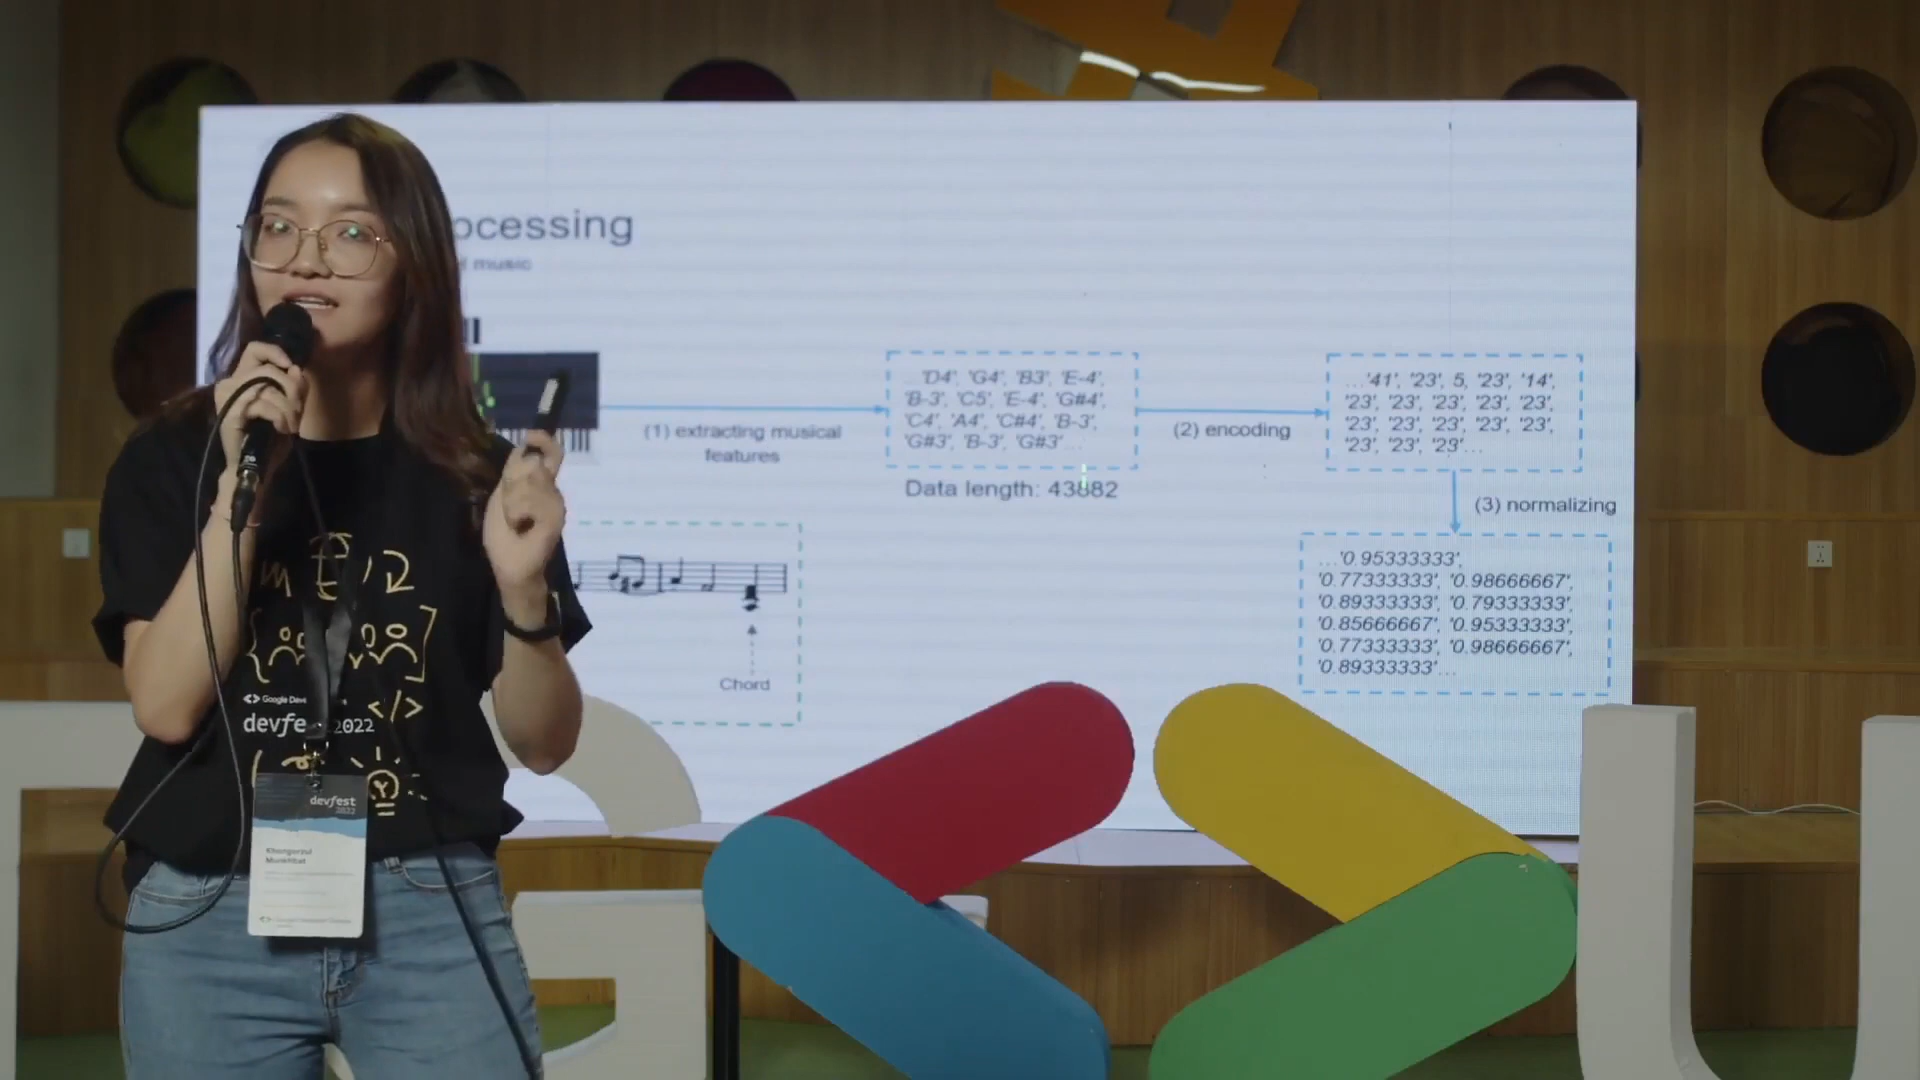 ocessing
music
(1) extracting musical
features
'D4', 'G4', 'B3', 'E-4',
'B-3', 'C5', 'E-4', 'G#4',
'C4', 'A4', 'C#4', 'B-3',
'G#3', 'B-3', 'G#3'...
Data length: 43882
(2) encoding
...'41', '23', 5, '23', '14',
'23', '23', '23', '23', '23',
'23', '23', '23', '23', '23',
'23', '23', '23'...
(3) normalizing
...'0.95333333',
'0.77333333', '0.98666667',
'0.89333333', '0.79333333',
'0.85666667', '0.95333333',
'0.77333333', '0.98666667',
'0.89333333'...
Chord
Google Deve
devfe 2022
</>
devfest
2022
U